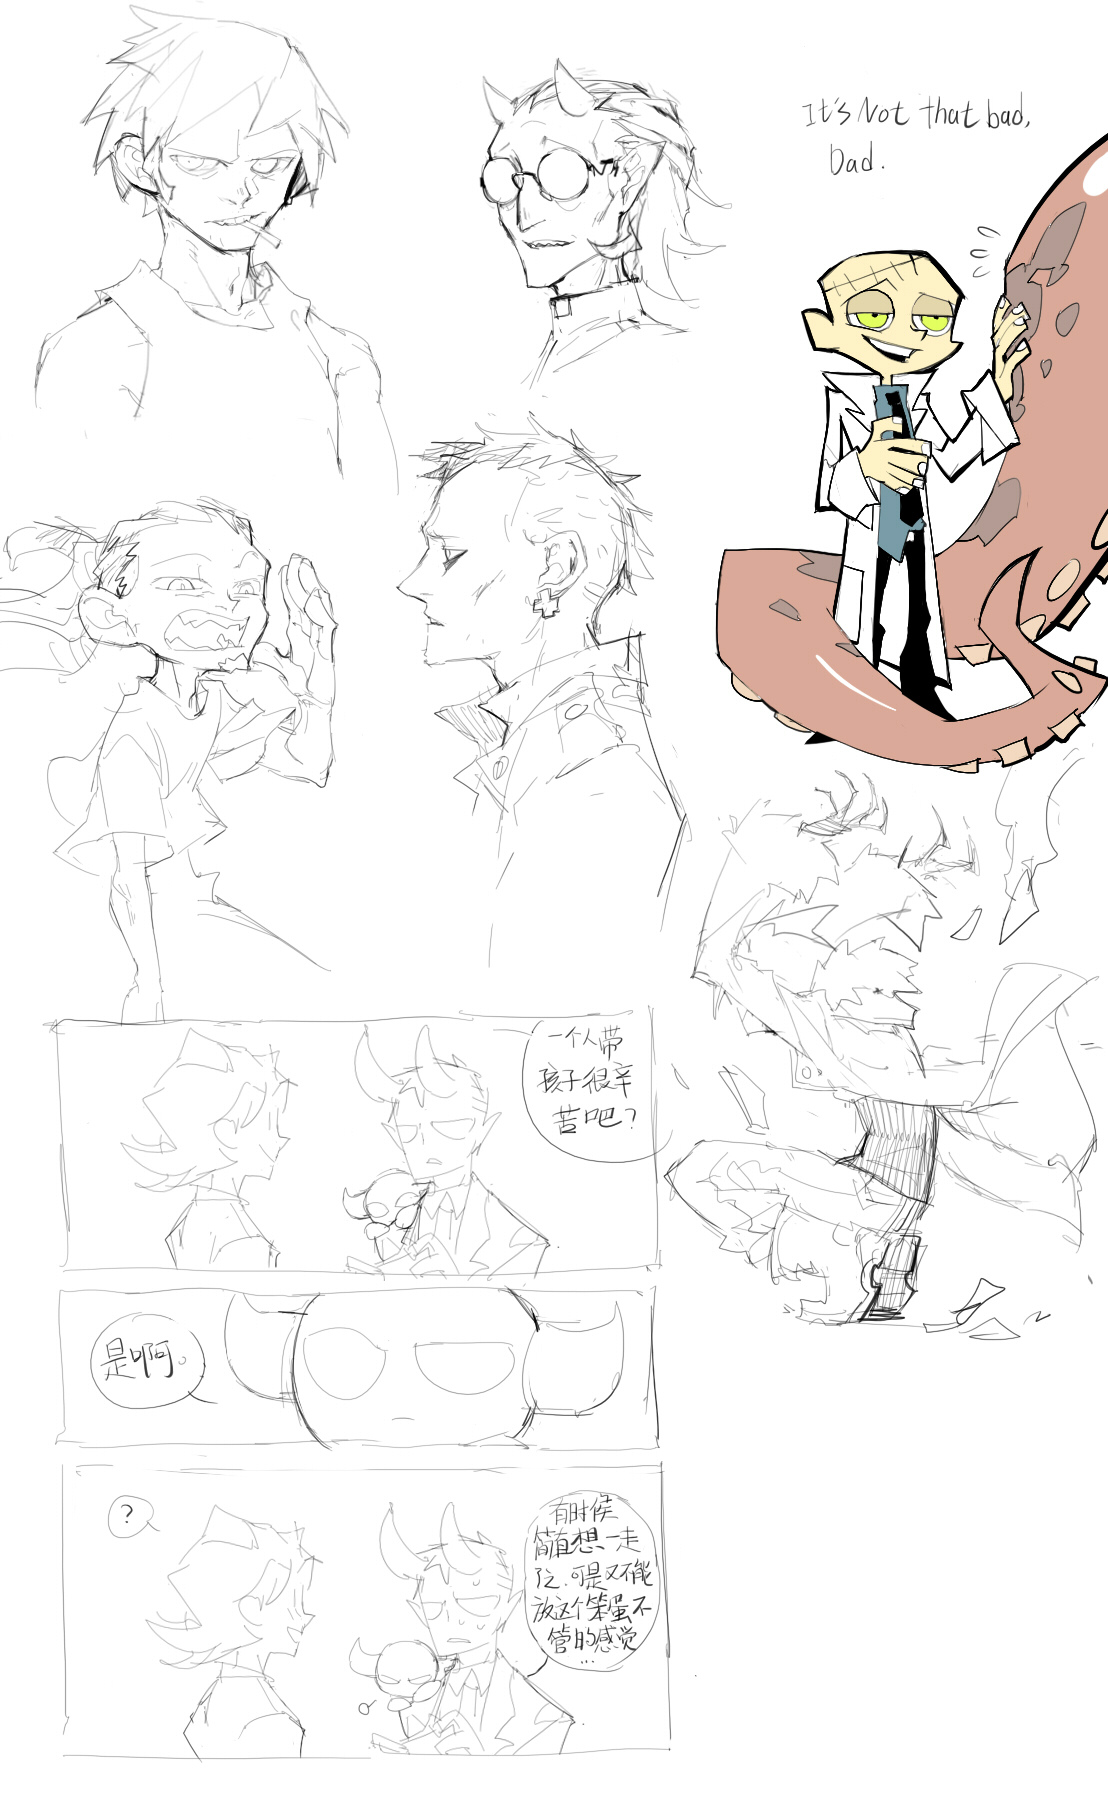 It's Not that bad,
Dad.
一个人带
孩子很辛
苦吧？
是啊。
?
有时候
简直想一走
了之，可是又不能
放这个笨蛋不
管的感觉
...